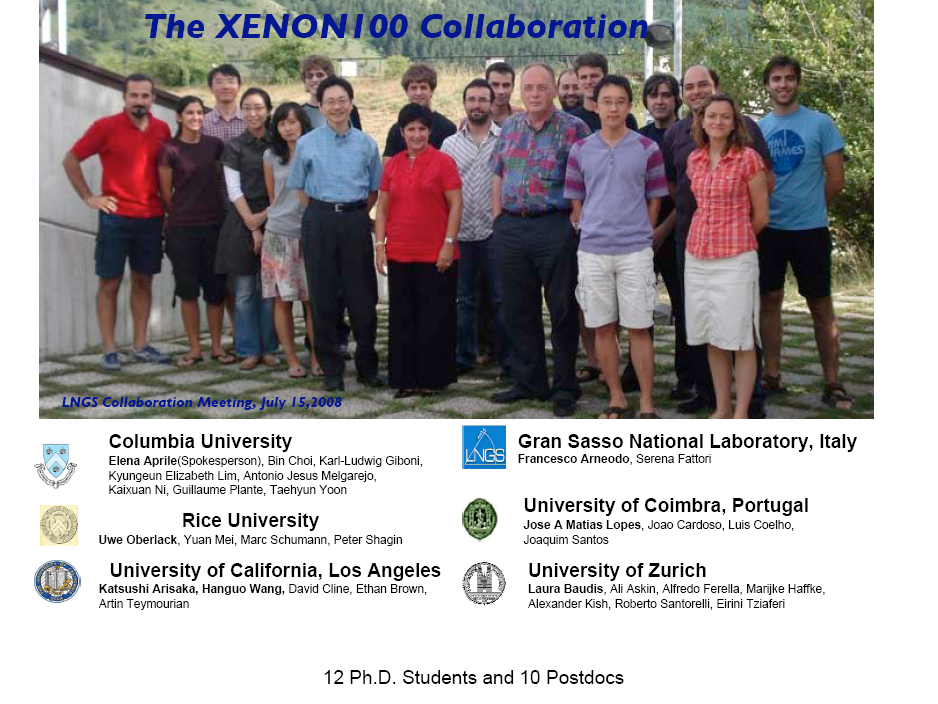 The XENON100 Collaboration
LNGS Collaboration Meeting, July 15,2008
Columbia University
Elena Aprile(Spokesperson), Bin Choi, Karl-Ludwig Giboni,
Kyungeun Elizabeth Lim, Antonio Jesus Melgarejo,
Kaixuan Ni, Guillaume Plante, Taehyun Yoon
Rice University
Uwe Oberlack, Yuan Mei, Marc Schumann, Peter Shagin
University of California, Los Angeles
Katsushi Arisaka, Hanguo Wang, David Cline, Ethan Brown,
Artin Teymourian
LNGS
Gran Sasso National Laboratory, Italy
Francesco Arneodo, Serena Fattori
University of Coimbra, Portugal
Jose A Matias Lopes, Joao Cardoso, Luis Coelho,
Joaquim Santos
University of Zurich
Laura Baudis, Ali Askin, Alfredo Ferella, Marijke Haffke,
Alexander Kish, Roberto Santorelli, Eirini Tziaferi
12 Ph.D. Students and 10 Postdocs